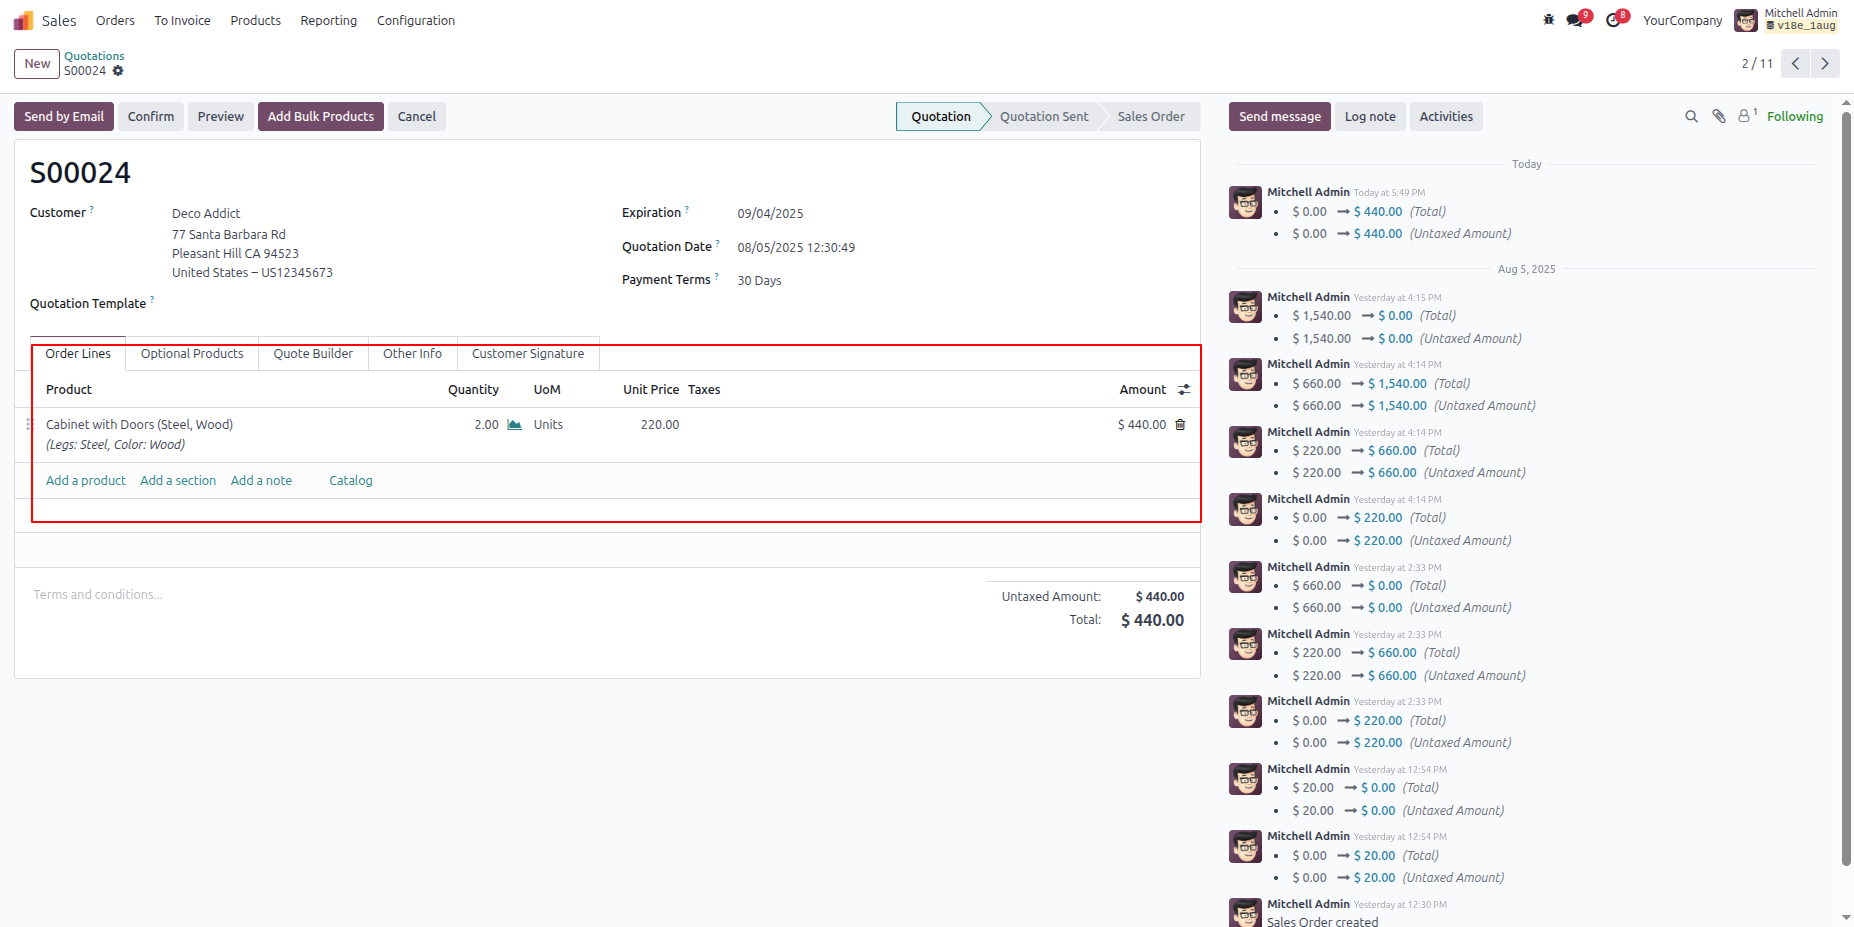 Sales Orders To Invoice Products Reporting Configuration 9 8 YourCompany Mitchell Admin
v18e_1aug
New Quotations
S00024
2 / 11
Send by Email Confirm Preview Add Bulk Products Cancel Quotation Quotation Sent Sales Order
S00024
Customer ? Deco Addict
77 Santa Barbara Rd
Pleasant Hill CA 94523
United States – US12345673
Quotation Template ?
Expiration ? 09/04/2025
Quotation Date ? 08/05/2025 12:30:49
Payment Terms ? 30 Days
Order Lines Optional Products Quote Builder Other Info Customer Signature
Product Quantity UoM Unit Price Taxes Amount
Cabinet with Doors (Steel, Wood) 2.00 Units 220.00 $ 440.00
(Legs: Steel, Color: Wood)
Add a product Add a section Add a note Catalog
Terms and conditions...
Untaxed Amount: $ 440.00
Total: $ 440.00
Send message Log note Activities 1 Following
Today
Mitchell Admin Today at 5:49 PM
• $ 0.00 → $ 440.00 (Total)
• $ 0.00 → $ 440.00 (Untaxed Amount)
Aug 5, 2025
Mitchell Admin Yesterday at 4:15 PM
• $ 1,540.00 → $ 0.00 (Total)
• $ 1,540.00 → $ 0.00 (Untaxed Amount)
Mitchell Admin Yesterday at 4:14 PM
• $ 660.00 → $ 1,540.00 (Total)
• $ 660.00 → $ 1,540.00 (Untaxed Amount)
Mitchell Admin Yesterday at 4:14 PM
• $ 220.00 → $ 660.00 (Total)
• $ 220.00 → $ 660.00 (Untaxed Amount)
Mitchell Admin Yesterday at 4:14 PM
• $ 0.00 → $ 220.00 (Total)
• $ 0.00 → $ 220.00 (Untaxed Amount)
Mitchell Admin Yesterday at 2:33 PM
• $ 660.00 → $ 0.00 (Total)
• $ 660.00 → $ 0.00 (Untaxed Amount)
Mitchell Admin Yesterday at 2:33 PM
• $ 220.00 → $ 660.00 (Total)
• $ 220.00 → $ 660.00 (Untaxed Amount)
Mitchell Admin Yesterday at 2:33 PM
• $ 0.00 → $ 220.00 (Total)
• $ 0.00 → $ 220.00 (Untaxed Amount)
Mitchell Admin Yesterday at 12:54 PM
• $ 20.00 → $ 0.00 (Total)
• $ 20.00 → $ 0.00 (Untaxed Amount)
Mitchell Admin Yesterday at 12:54 PM
• $ 0.00 → $ 20.00 (Total)
• $ 0.00 → $ 20.00 (Untaxed Amount)
Mitchell Admin Yesterday at 12:30 PM
Sales Order created